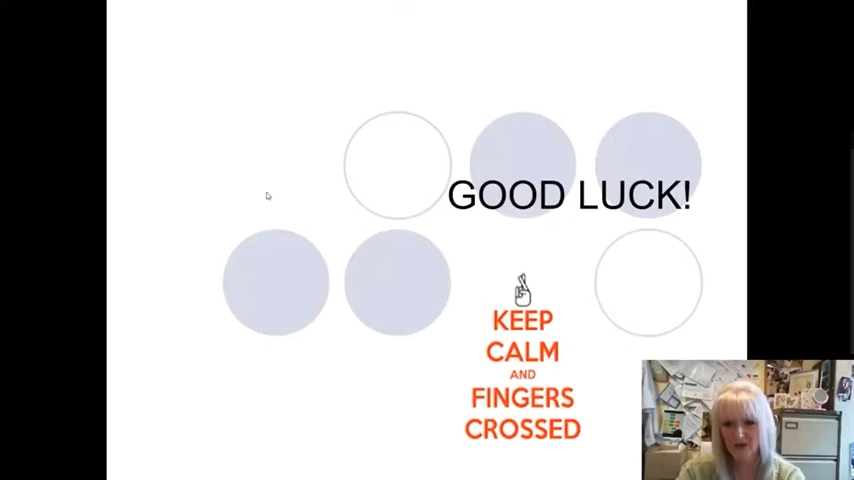 GOOD LUCK!
KEEP
CALM
AND
FINGERS
CROSSED